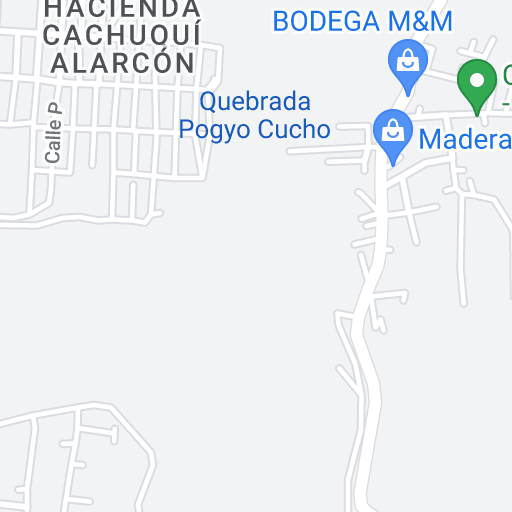 HACIENDA
CACHUQUÍ
ALARCÓN
BODEGA M&M
Quebrada
Pogyo Cucho
Madera
Calle P